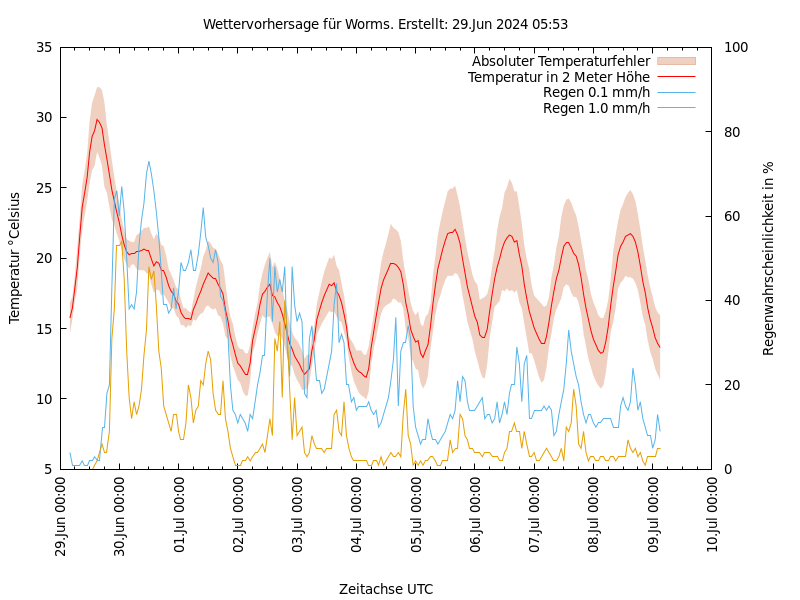 Wettervorhersage für Worms. Erstellt: 29.Jun 2024 05:53
Absoluter Temperaturfehler
Temperatur in 2 Meter Höhe
Regen 0.1 mm/h
Regen 1.0 mm/h
Temperatur °Celsius
35
30
25
20
15
10
5
100
80
60
40
20
0
Regenwahrscheinlichkeit in %
29.Jun 00:00
30.Jun 00:00
01.Jul 00:00
02.Jul 00:00
03.Jul 00:00
04.Jul 00:00
05.Jul 00:00
06.Jul 00:00
07.Jul 00:00
08.Jul 00:00
09.Jul 00:00
10.Jul 00:00
Zeitachse UTC